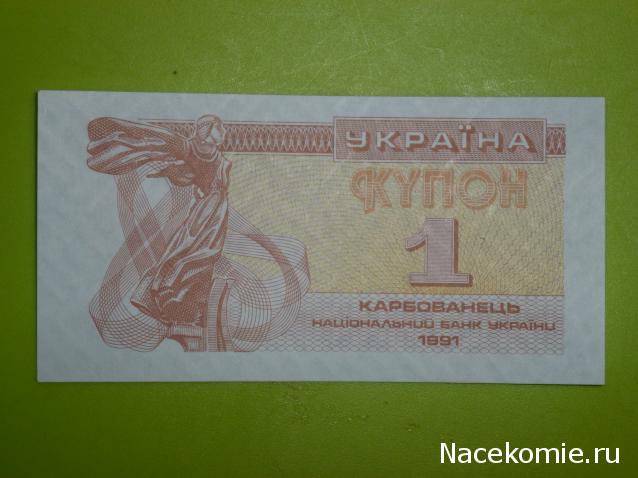 УКРАЇНА
КУПОН
1
КАРБОВАНЕЦЬ
НАЦІОНАЛЬНИЙ БАНК УКРАЇНИ
1991
Nacekomie.ru